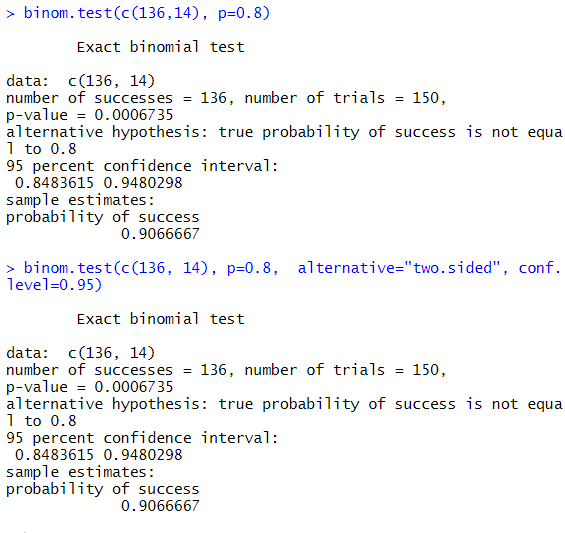 > binom.test(c(136,14), p=0.8)
Exact binomial test
data:  c(136, 14)
number of successes = 136, number of trials = 150,
p-value = 0.0006735
alternative hypothesis: true probability of success is not equa
l to 0.8
95 percent confidence interval:
 0.8483615 0.9480298
sample estimates:
probability of success
0.9066667
> binom.test(c(136, 14), p=0.8,  alternative="two.sided", conf.
level=0.95)
Exact binomial test
data:  c(136, 14)
number of successes = 136, number of trials = 150,
p-value = 0.0006735
alternative hypothesis: true probability of success is not equa
l to 0.8
95 percent confidence interval:
 0.8483615 0.9480298
sample estimates:
probability of success
0.9066667